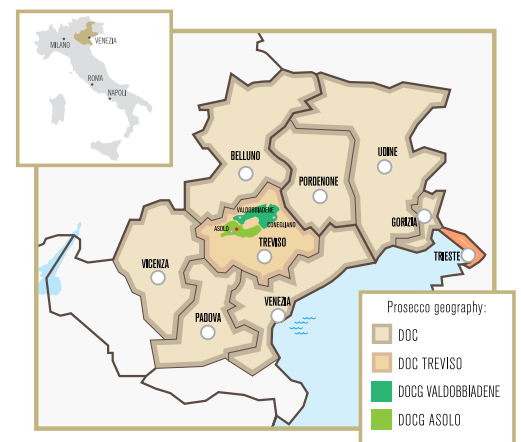 MILANO
VENEZIA
ROMA
NAPOLI
BELLUNO
UDINE
PORDENONE
VALDOBBIADENE
GORIZIA
ASOLO
CONEGLIANO
TREVISO
TRIESTE
VICENZA
VENEZIA
PADOVA
Prosecco geography:
DOC
DOC TREVISO
DOCG VALDOBBIADENE
DOCG ASOLO